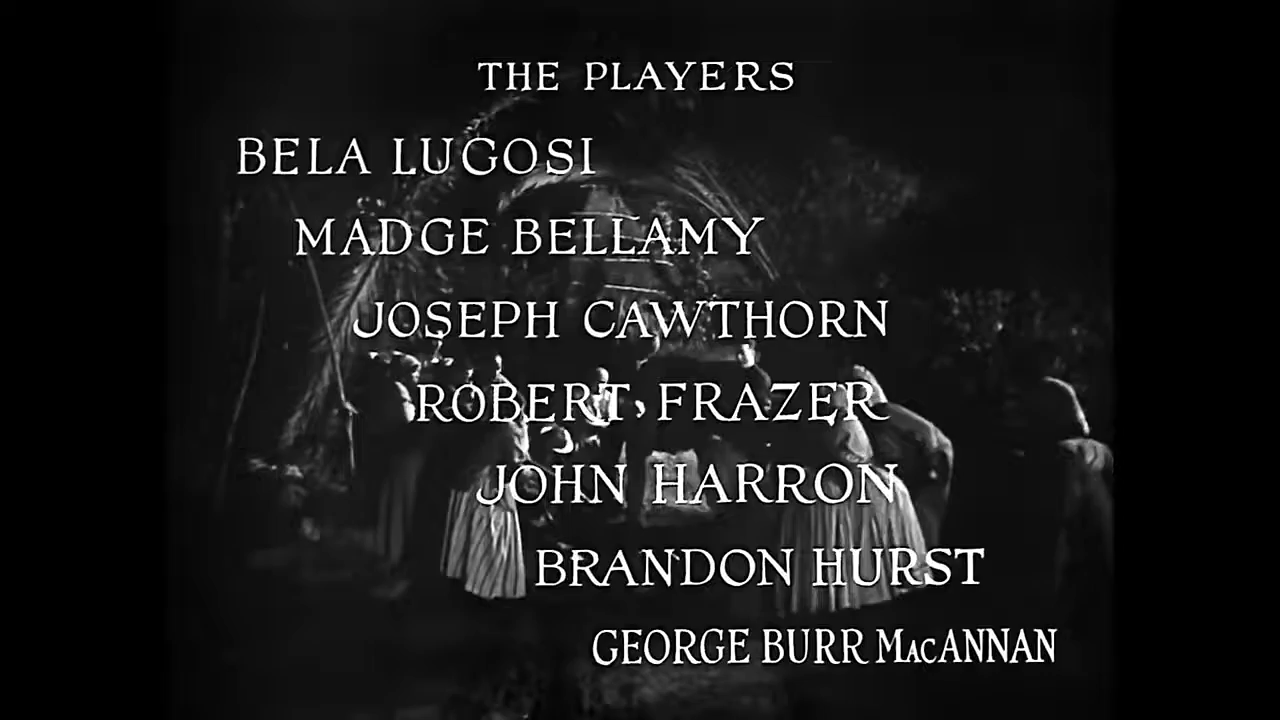 THE PLAYERS
BELA LUGOSI
MADGE BELLAMY
JOSEPH CAWTHORN
ROBERT FRAZER
JOHN HARRON
BRANDON HURST
GEORGE BURR MacANNAN